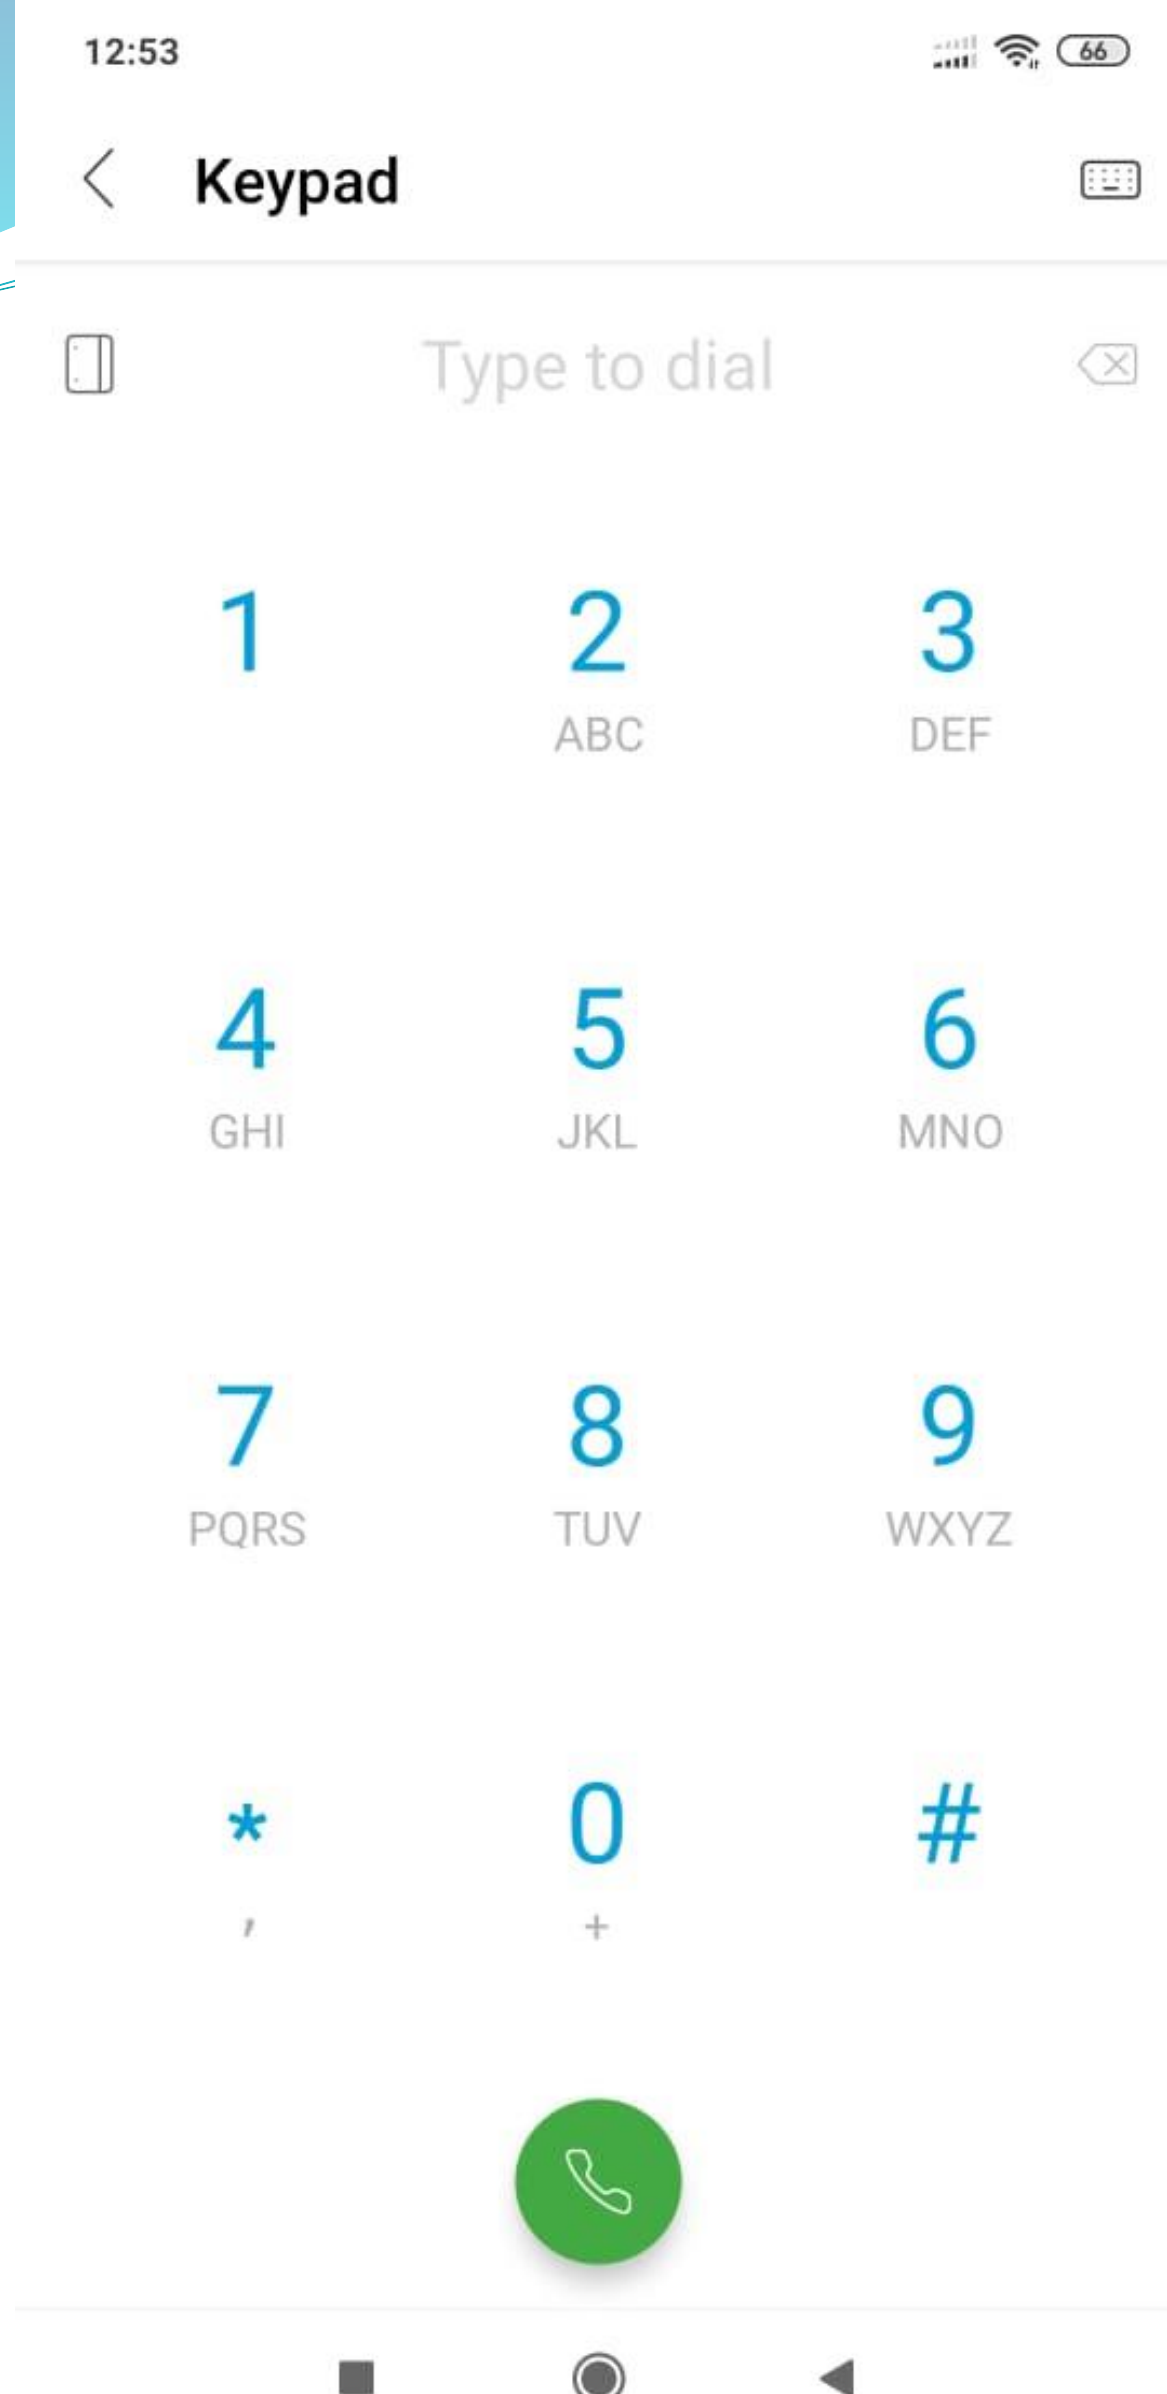 12:53 66
Keypad
Type to dial
1 2 3
ABC DEF
4 5 6
GHI JKL MNO
7 8 9
PQRS TUV WXYZ
* 0 #
, +